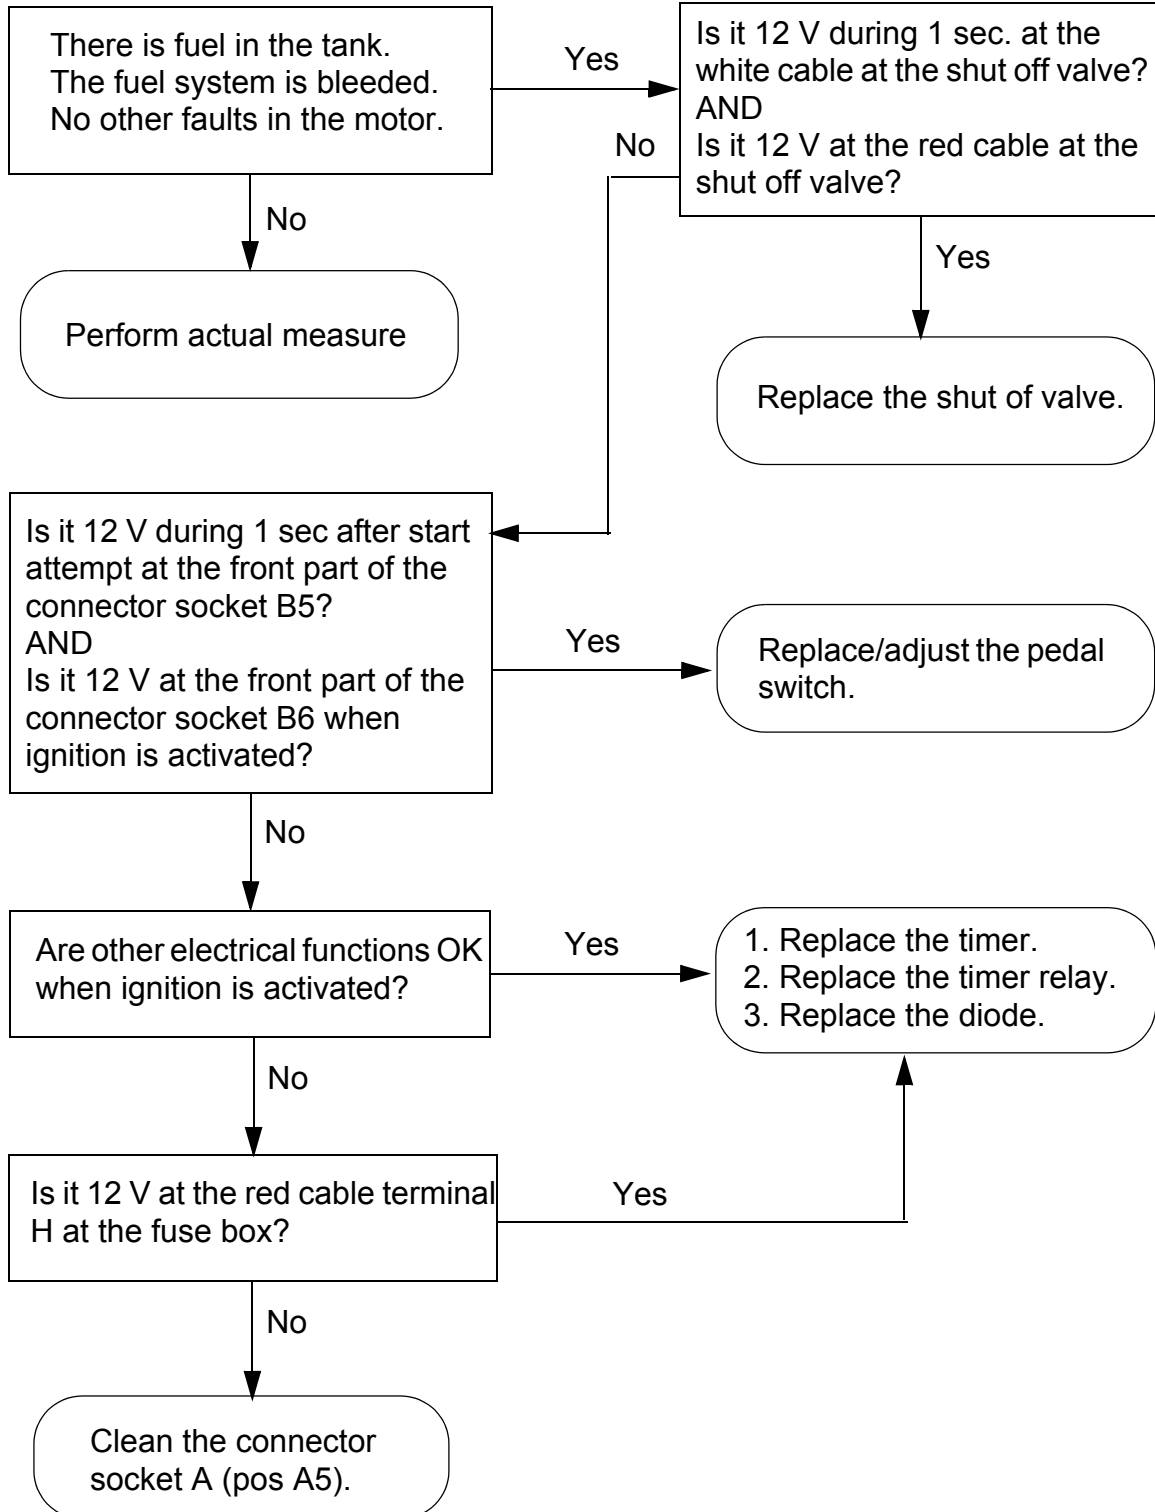 There is fuel in the tank.
The fuel system is bleeded.
No other faults in the motor.
Yes
Is it 12 V during 1 sec. at the
white cable at the shut off valve?
AND
Is it 12 V at the red cable at the
shut off valve?
No
No
Yes
Perform actual measure
Replace the shut of valve.
Is it 12 V during 1 sec after start
attempt at the front part of the
connector socket B5?
AND
Is it 12 V at the front part of the
connector socket B6 when
ignition is activated?
Yes
Replace/adjust the pedal
switch.
No
Are other electrical functions OK
when ignition is activated?
Yes
1. Replace the timer.
2. Replace the timer relay.
3. Replace the diode.
No
Is it 12 V at the red cable terminal
H at the fuse box?
Yes
No
Clean the connector
socket A (pos A5).